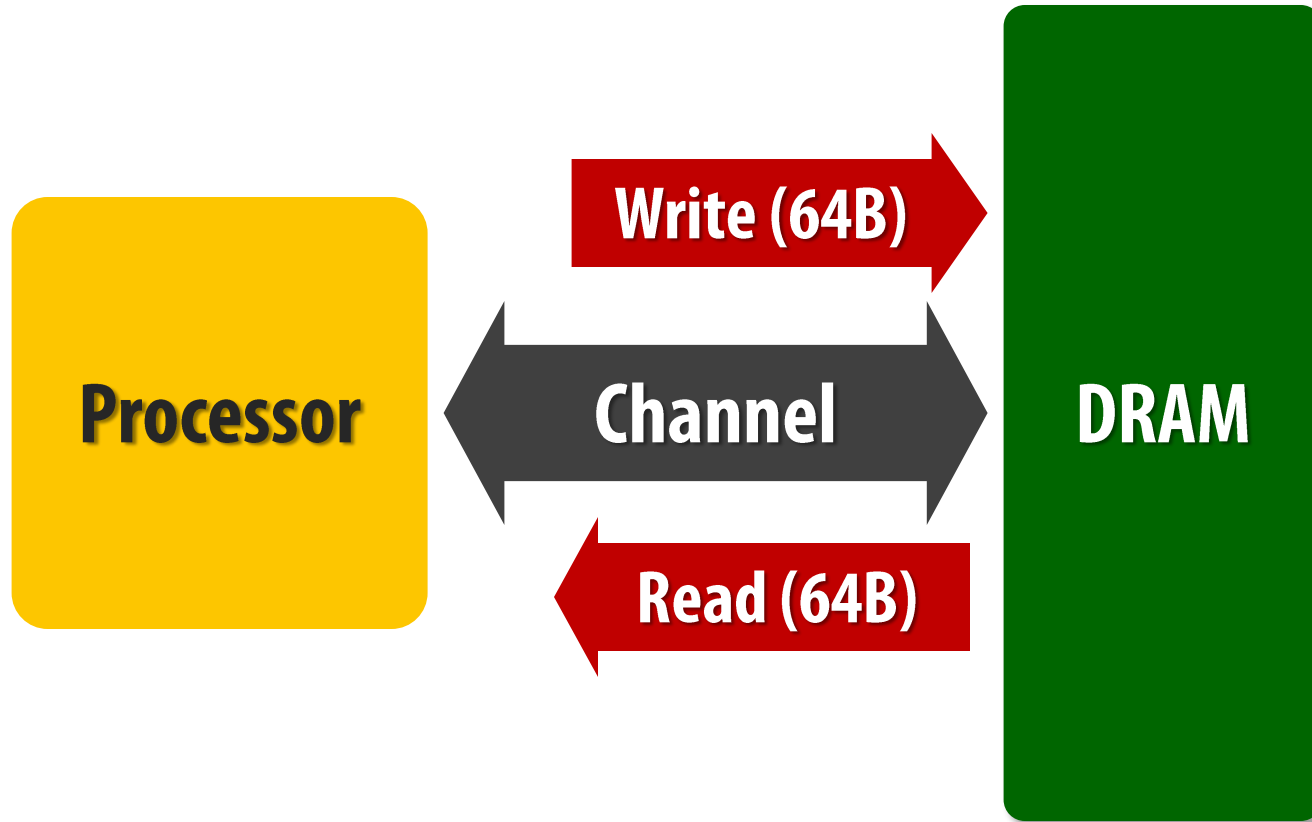 Write (64B)
Processor
Channel
DRAM
Read (64B)